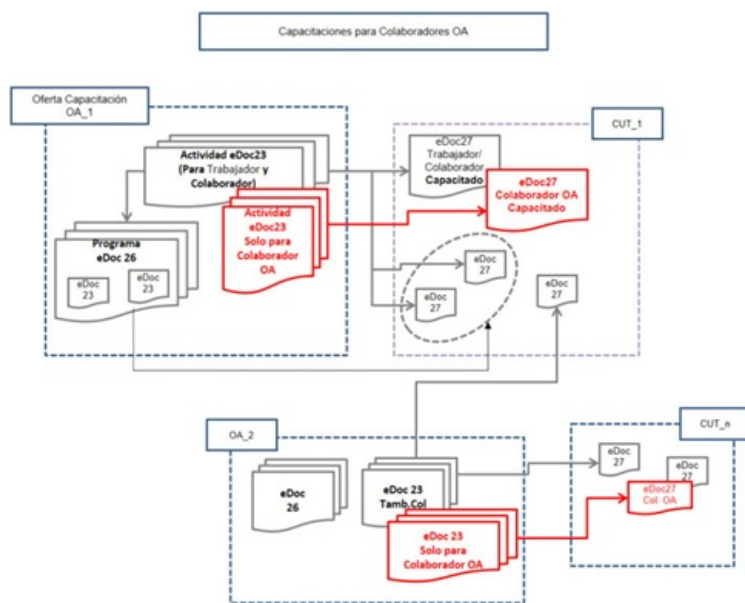 Capacitaciones para Colaboradores OA
Oferta Capacitación
OA_1
CUT_1
Actividad eDoc23
(Para Trabajador y
Colaborador)
eDoc27
Trabajador/
Colaborador
Capacitado
eDoc27
Colaborador OA
Capacitado
Actividad
eDoc23
Solo para
Colaborador
OA
Programa
eDoc 26
eDoc
23
eDoc
23
eDoc
27
eDoc
27
eDoc
27
OA_2
CUT_n
eDoc
26
eDoc 23
Tamb.Col
eDoc 23
Solo para
Colaborador OA
eDoc
27
eDoc
27
eDoc27
Col. OA